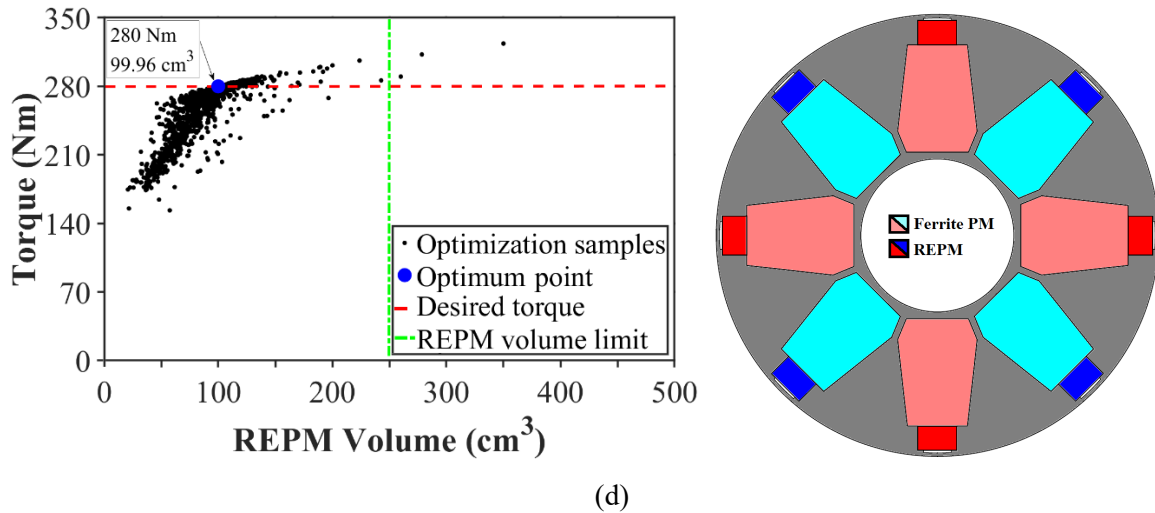 350
280
210
140
70
0
Torque (Nm)
280 Nm
99.96 cm³
Optimization samples
Optimum point
Desired torque
REPM volume limit
0
100
200
300
400
500
REPM Volume (cm³)
Ferrite PM
REPM
(d)